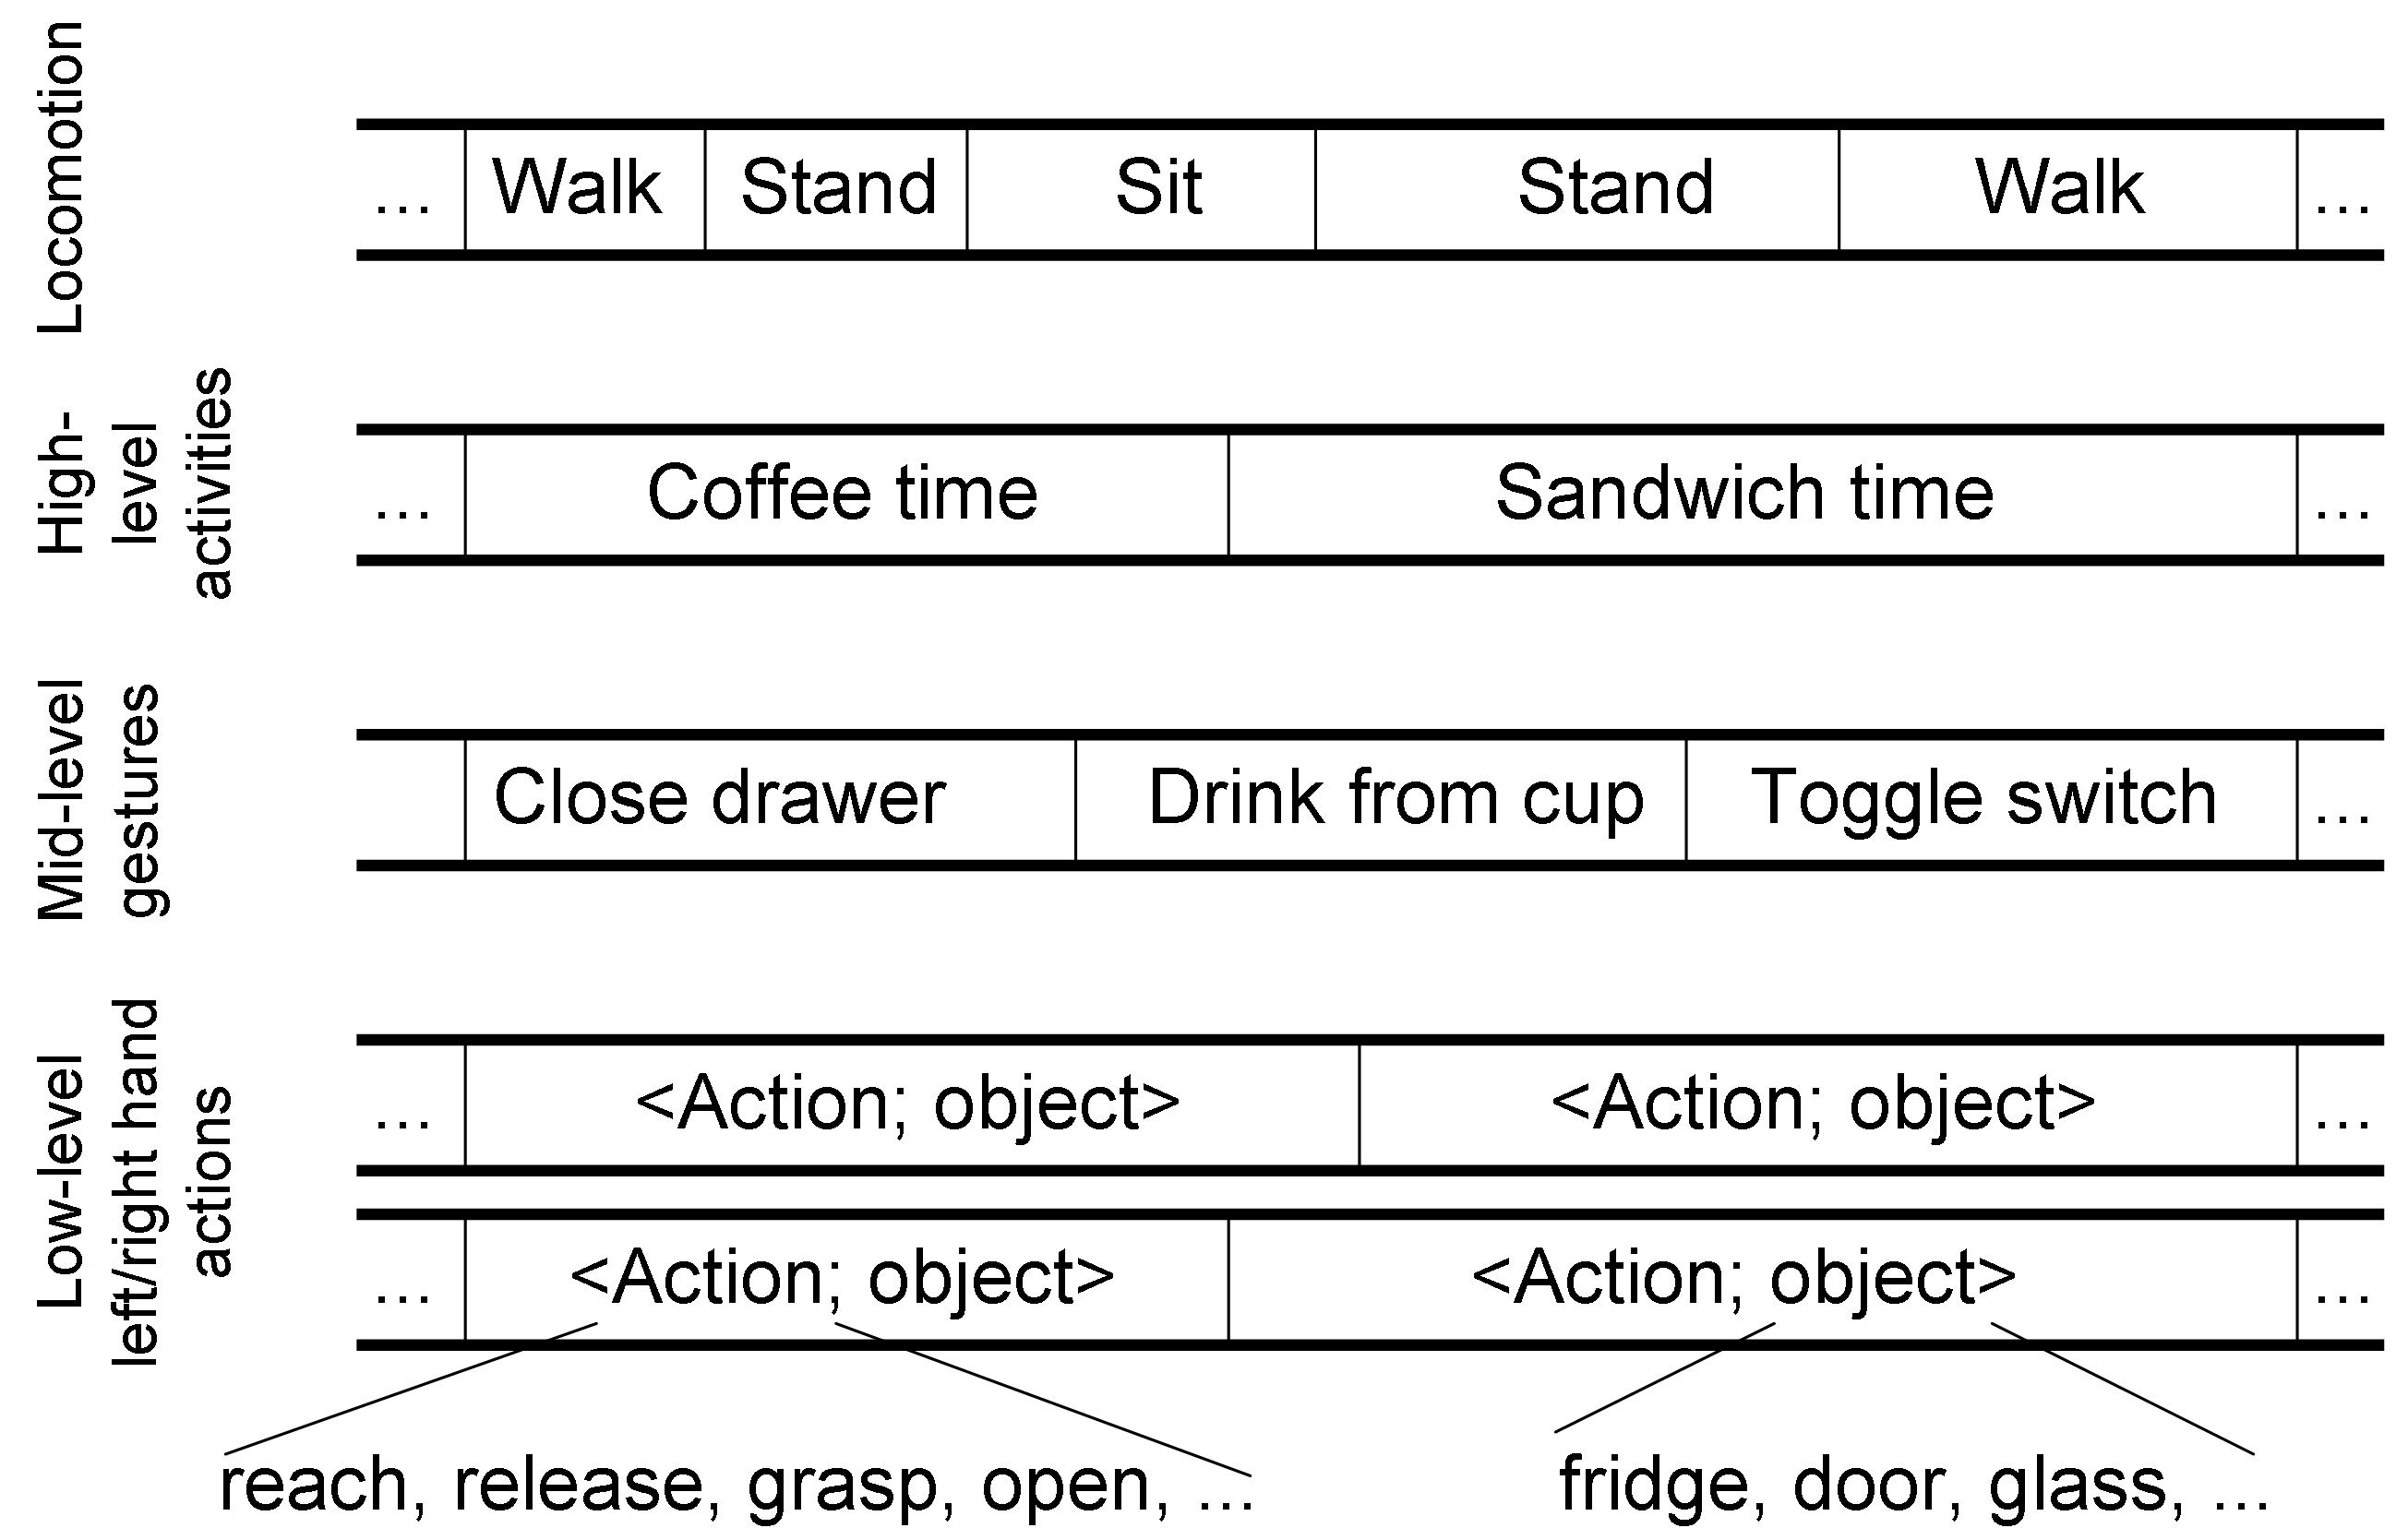 Locomotion
... Walk Stand Sit Stand Walk ...
High-
level
activities
... Coffee time Sandwich time ...
Mid-level
gestures
Close drawer Drink from cup Toggle switch ...
Low-level
left/right hand
actions
... <Action; object> <Action; object> ...
... <Action; object> <Action; object> ...
reach, release, grasp, open, ... fridge, door, glass, ...